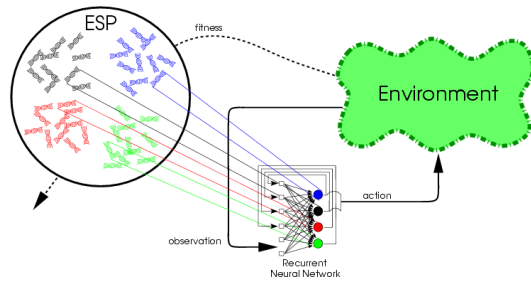 ESP
fitness
Environment
action
observation
Recurrent
Neural Network